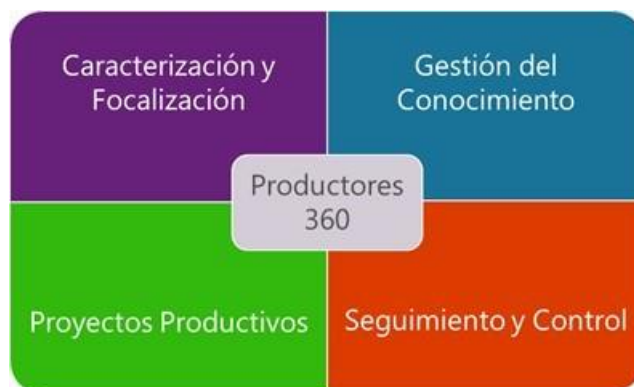 Caracterización y
Focalización
Gestión del
Conocimiento
Productores
360
Proyectos Productivos
Seguimiento y Control